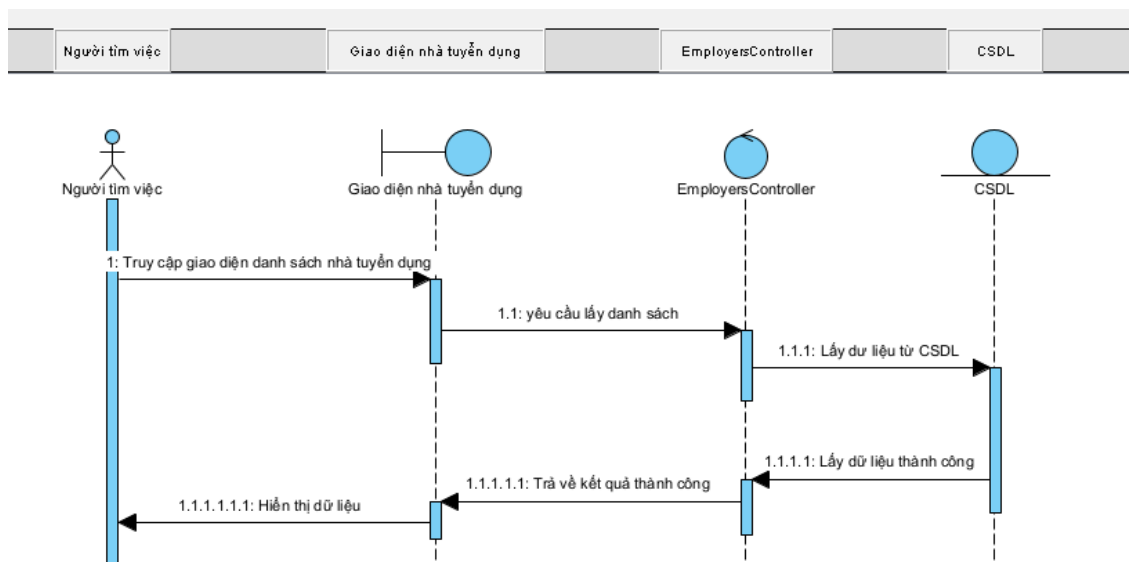 Người tìm việc
Giao diện nhà tuyển dụng
EmployersController
CSDL
Người tìm việc
Giao diện nhà tuyển dụng
EmployersController
CSDL
1: Truy cập giao diện danh sách nhà tuyển dụng
1.1: yêu cầu lấy danh sách
1.1.1: Lấy dư liệu từ CSDL
1.1.1.1: Lấy dữ liệu thành công
1.1.1.1.1: Trả về kết quả thành công
1.1.1.1.1.1: Hiển thị dữ liệu